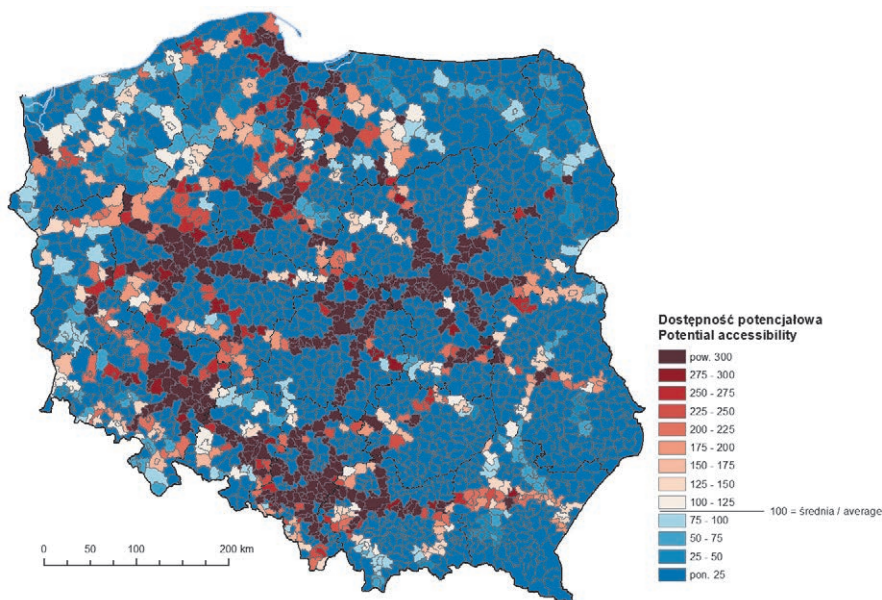 Dostępność potencjałowa
Potential accessibility
pow. 300
275 - 300
250 - 275
225 - 250
200 - 225
175 - 200
150 - 175
125 - 150
100 - 125
100 = średnia / average
75 - 100
50 - 75
25 - 50
pon. 25
0 50 100 200 km